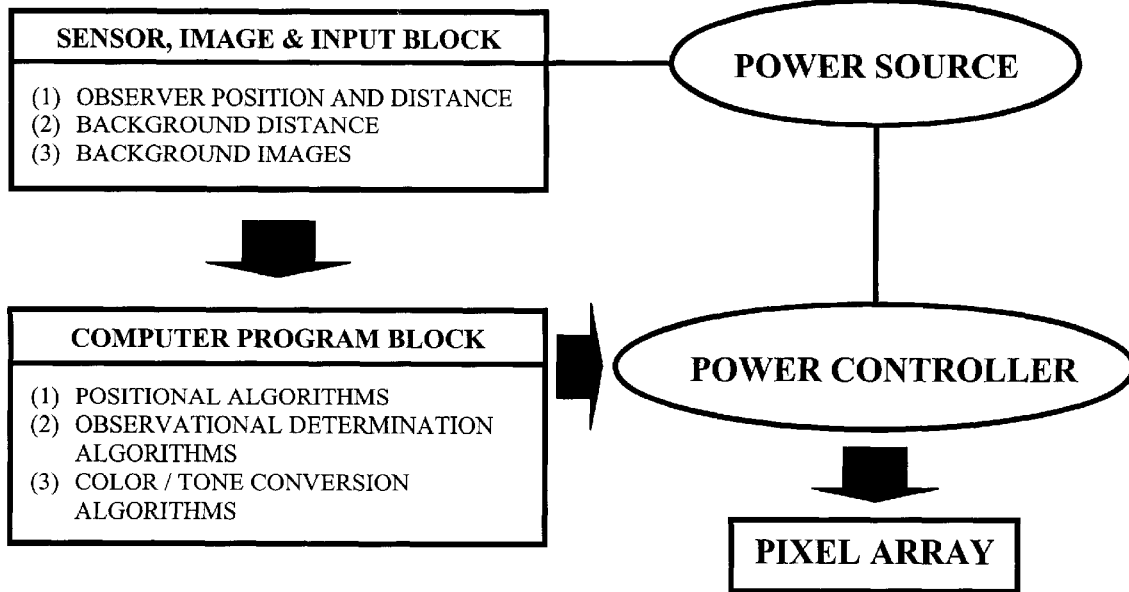 SENSOR, IMAGE & INPUT BLOCK
(1) OBSERVER POSITION AND DISTANCE
(2) BACKGROUND DISTANCE
(3) BACKGROUND IMAGES
POWER SOURCE
COMPUTER PROGRAM BLOCK
(1) POSITIONAL ALGORITHMS
(2) OBSERVATIONAL DETERMINATION
ALGORITHMS
(3) COLOR / TONE CONVERSION
ALGORITHMS
POWER CONTROLLER
PIXEL ARRAY